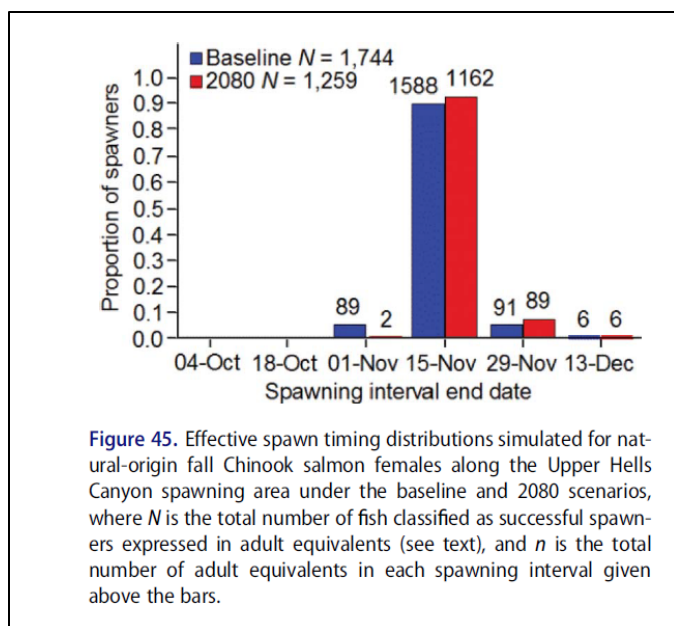 Baseline N = 1,744
2080 N = 1,259
Proportion of spawners
1.0
0.9
0.8
0.7
0.6
0.5
0.4
0.3
0.2
0.1
0.0
89 2 1588 1162 91 89 6 6
04-Oct 18-Oct 01-Nov 15-Nov 29-Nov 13-Dec
Spawning interval end date
Figure 45. Effective spawn timing distributions simulated for nat-
ural-origin fall Chinook salmon females along the Upper Hells
Canyon spawning area under the baseline and 2080 scenarios,
where N is the total number of fish classified as successful spawn-
ers expressed in adult equivalents (see text), and n is the total
number of adult equivalents in each spawning interval given
above the bars.